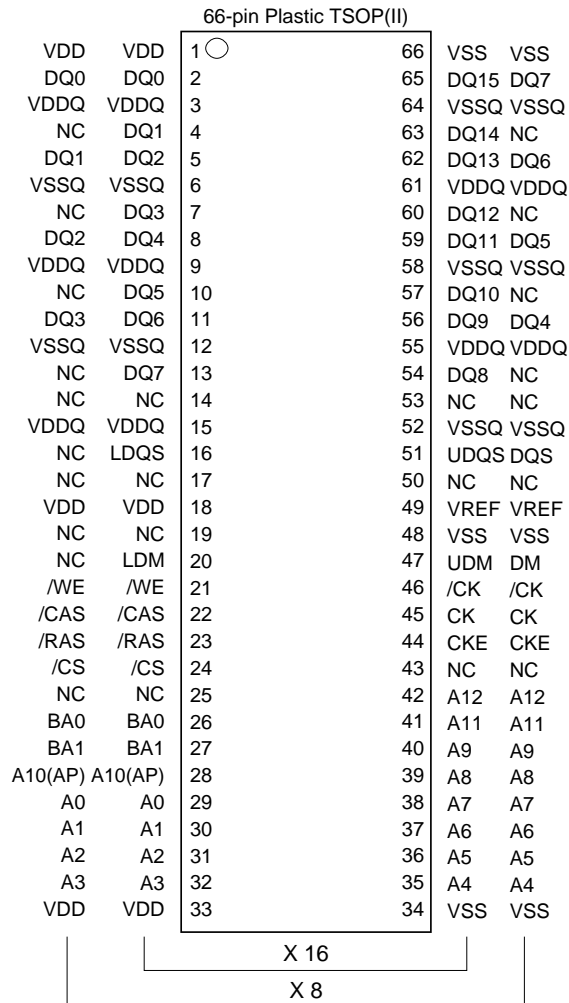 66-pin Plastic TSOP(II)
VDD VDD 1 66 VSS VSS
DQ0 DQ0 2 65 DQ15 DQ7
VDDQ VDDQ 3 64 VSSQ VSSQ
NC DQ1 4 63 DQ14 NC
DQ1 DQ2 5 62 DQ13 DQ6
VSSQ VSSQ 6 61 VDDQ VDDQ
NC DQ3 7 60 DQ12 NC
DQ2 DQ4 8 59 DQ11 DQ5
VDDQ VDDQ 9 58 VSSQ VSSQ
NC DQ5 10 57 DQ10 NC
DQ3 DQ6 11 56 DQ9 DQ4
VSSQ VSSQ 12 55 VDDQ VDDQ
NC DQ7 13 54 DQ8 NC
NC NC 14 53 NC NC
VDDQ VDDQ 15 52 VSSQ VSSQ
NC LDQS 16 51 UDQS DQS
NC NC 17 50 NC NC
VDD VDD 18 49 VREF VREF
NC NC 19 48 VSS VSS
NC LDM 20 47 UDM DM
/WE /WE 21 46 /CK /CK
/CAS /CAS 22 45 CK CK
/RAS /RAS 23 44 CKE CKE
/CS /CS 24 43 NC NC
NC NC 25 42 A12 A12
BA0 BA0 26 41 A11 A11
BA1 BA1 27 40 A9 A9
A10(AP) A10(AP) 28 39 A8 A8
A0 A0 29 38 A7 A7
A1 A1 30 37 A6 A6
A2 A2 31 36 A5 A5
A3 A3 32 35 A4 A4
VDD VDD 33 34 VSS VSS
X 16
X 8